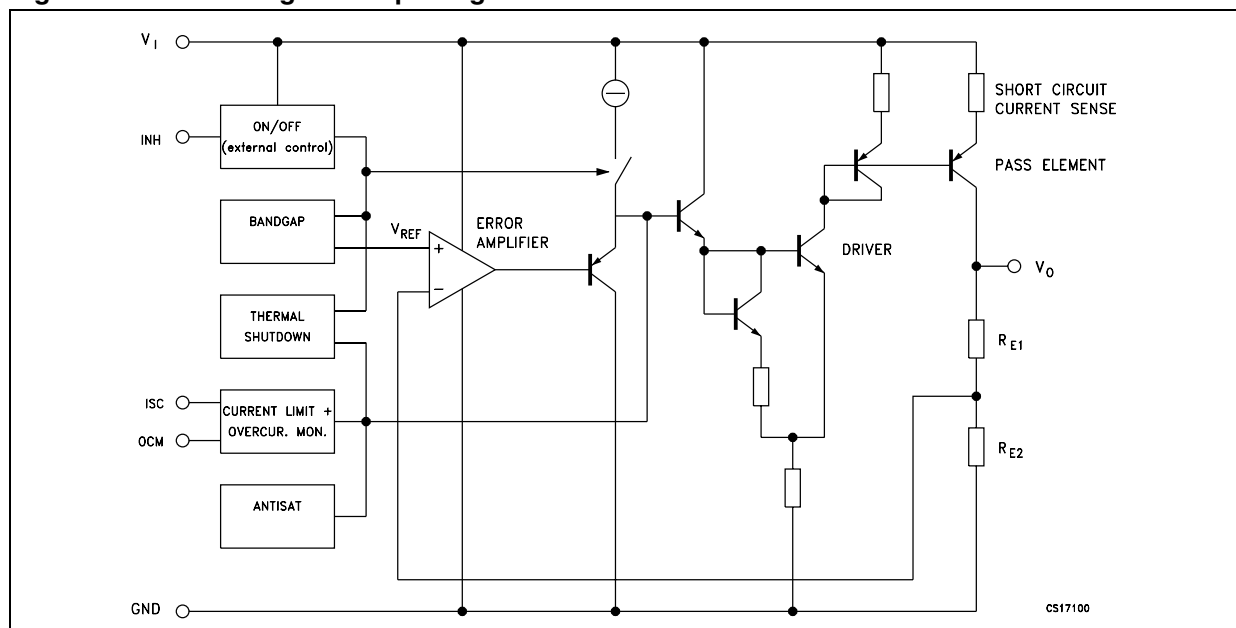 V_I
SHORT CIRCUIT
CURRENT SENSE
INH
ON/OFF
(external control)
PASS ELEMENT
BANDGAP
V_REF
ERROR
AMPLIFIER
+
−
DRIVER
V_O
THERMAL
SHUTDOWN
R_E1
ISC
OCM
CURRENT LIMIT +
OVERCUR. MON.
R_E2
ANTISAT
GND
CS17100